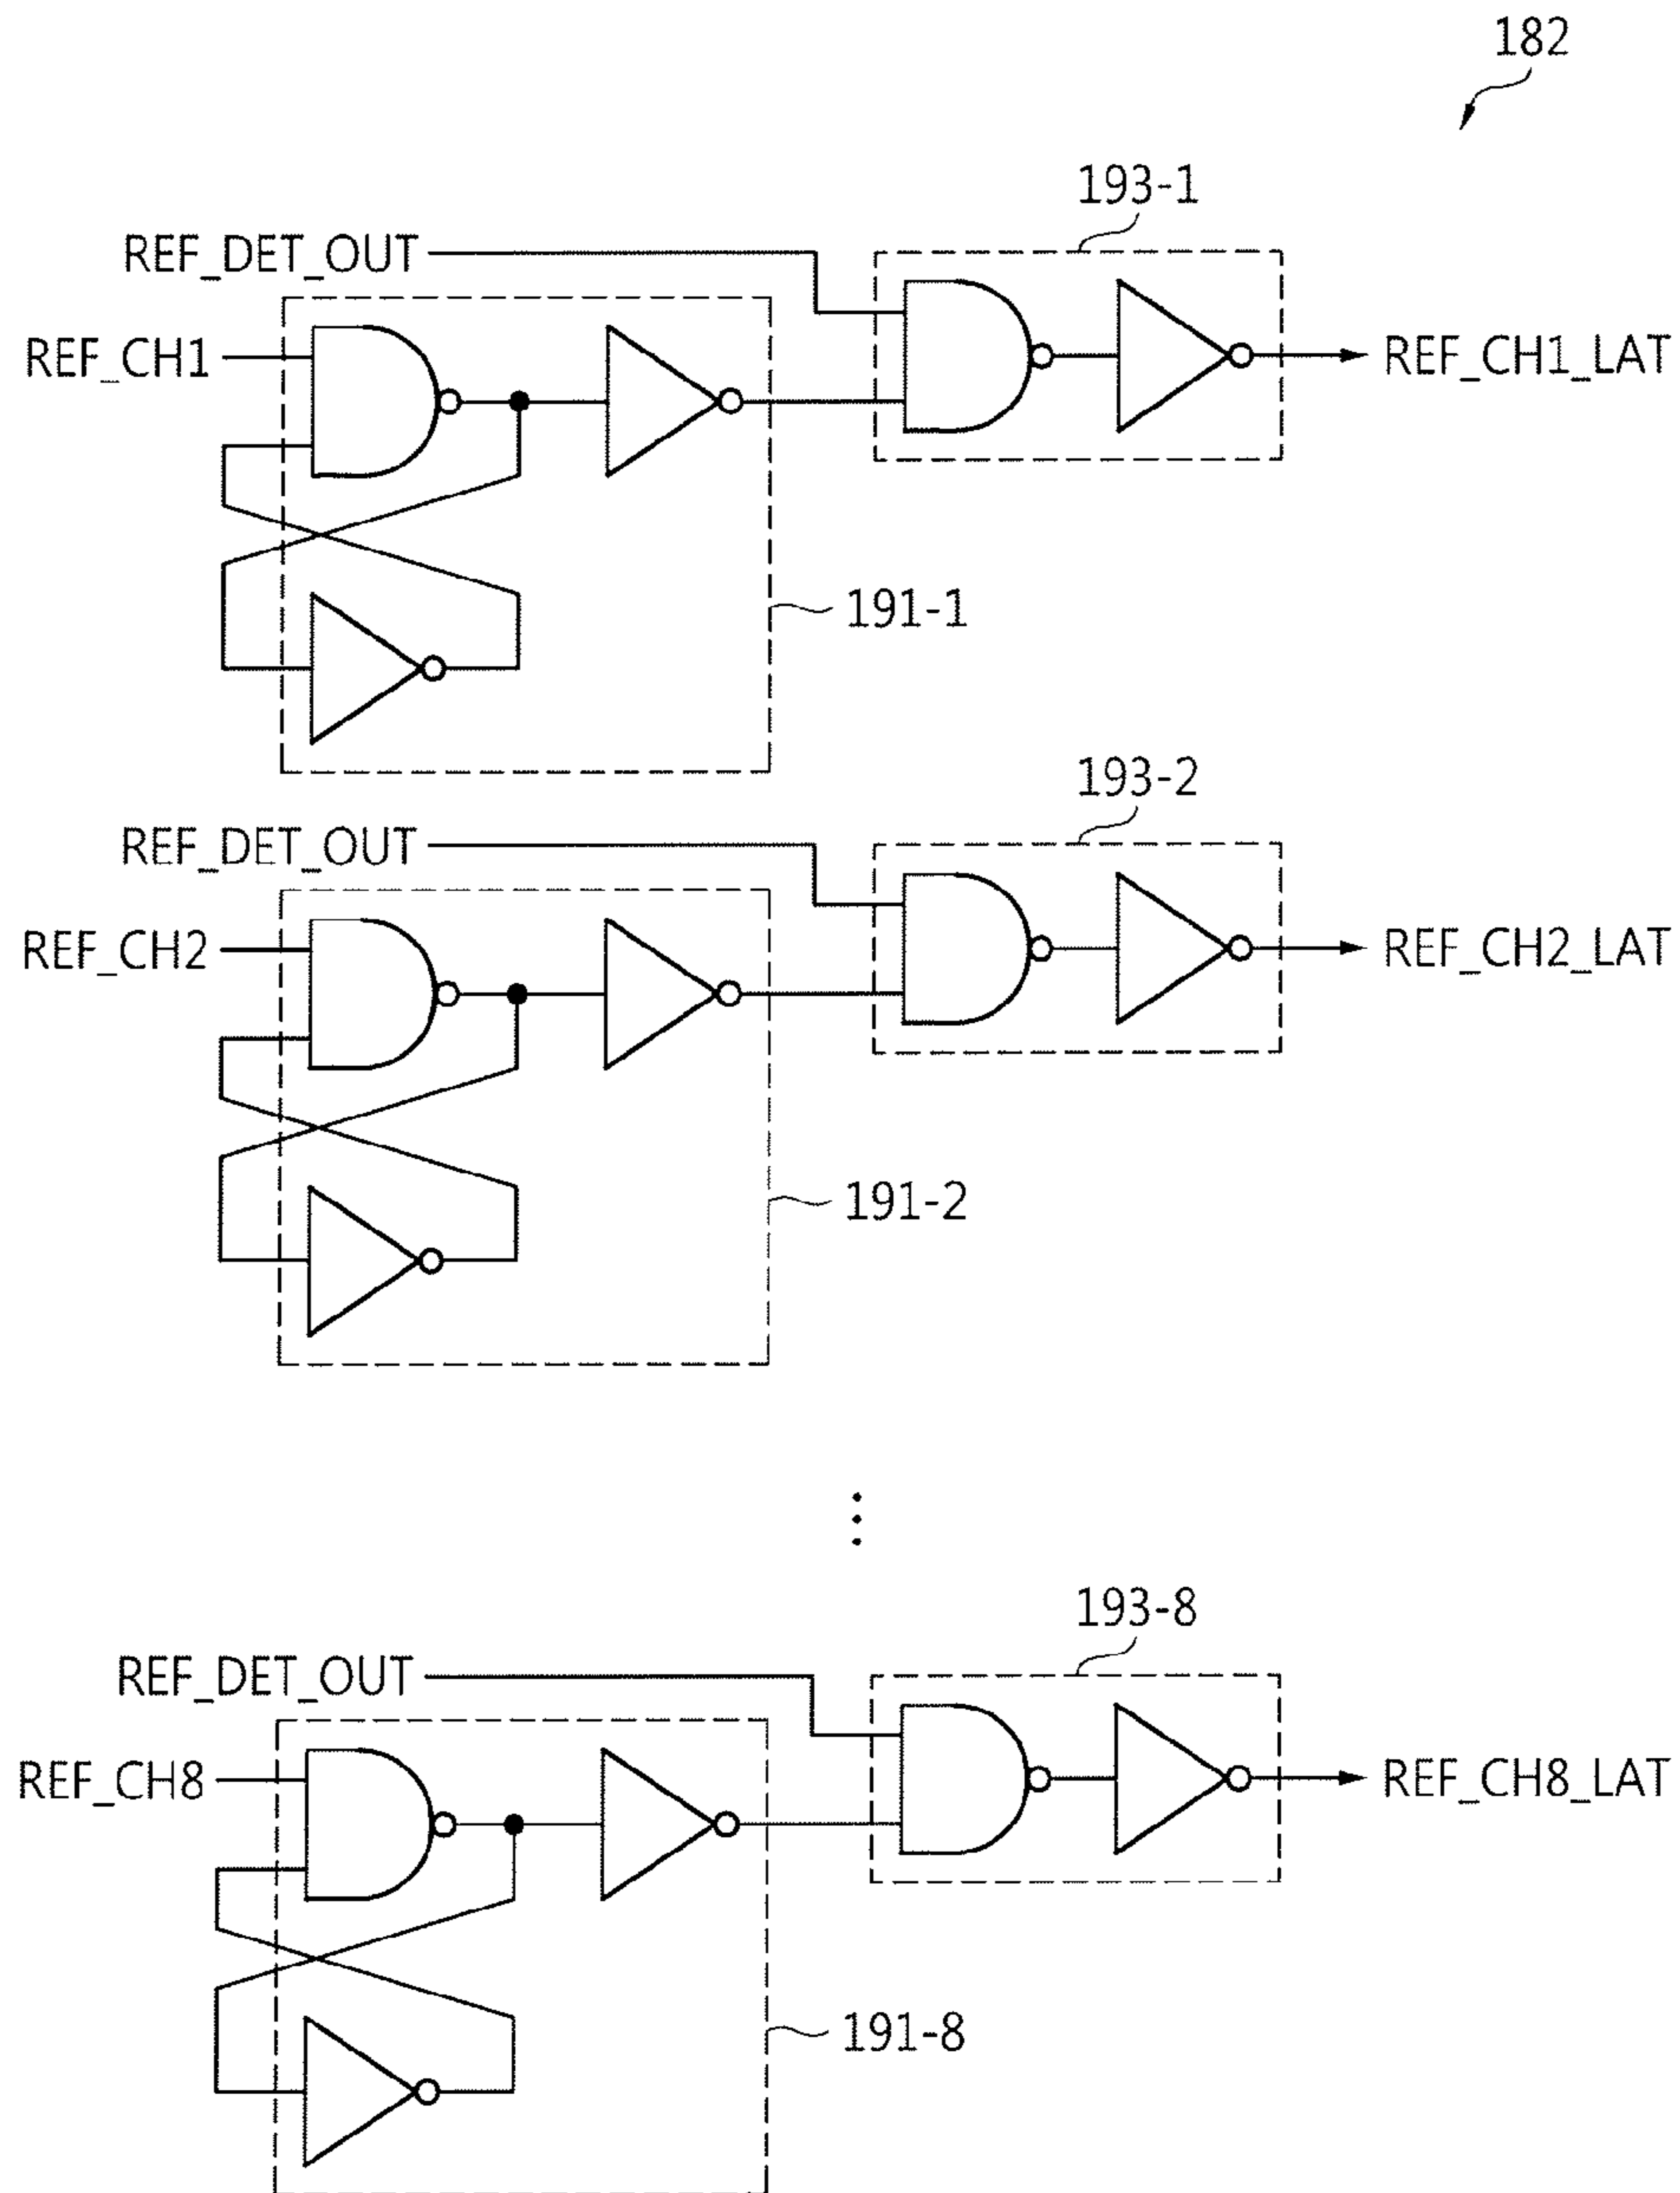 182
193-1
REF_DET_OUT
REF_CH1
REF_CH1_LAT
191-1
193-2
REF_DET_OUT
REF_CH2
REF_CH2_LAT
191-2
193-8
REF_DET_OUT
REF_CH8
REF_CH8_LAT
191-8